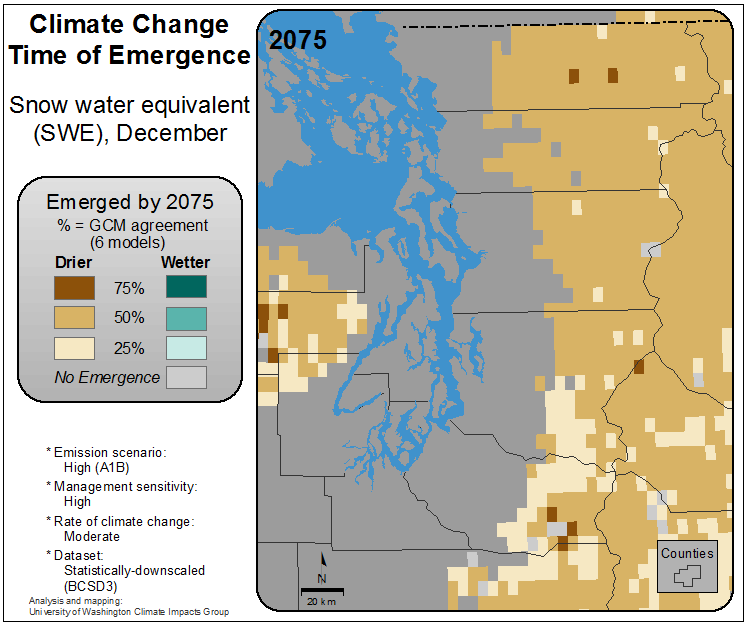 Climate Change
Time of Emergence
Snow water equivalent
(SWE), December
Emerged by 2075
% = GCM agreement
(6 models)
Drier Wetter
75%
50%
25%
No Emergence
* Emission scenario:
High (A1B)
* Management sensitivity:
High
* Rate of climate change:
Moderate
* Dataset:
Statistically-downscaled
(BCSD3)
Analysis and mapping:
University of Washington Climate Impacts Group
2075
N
20 km
Counties